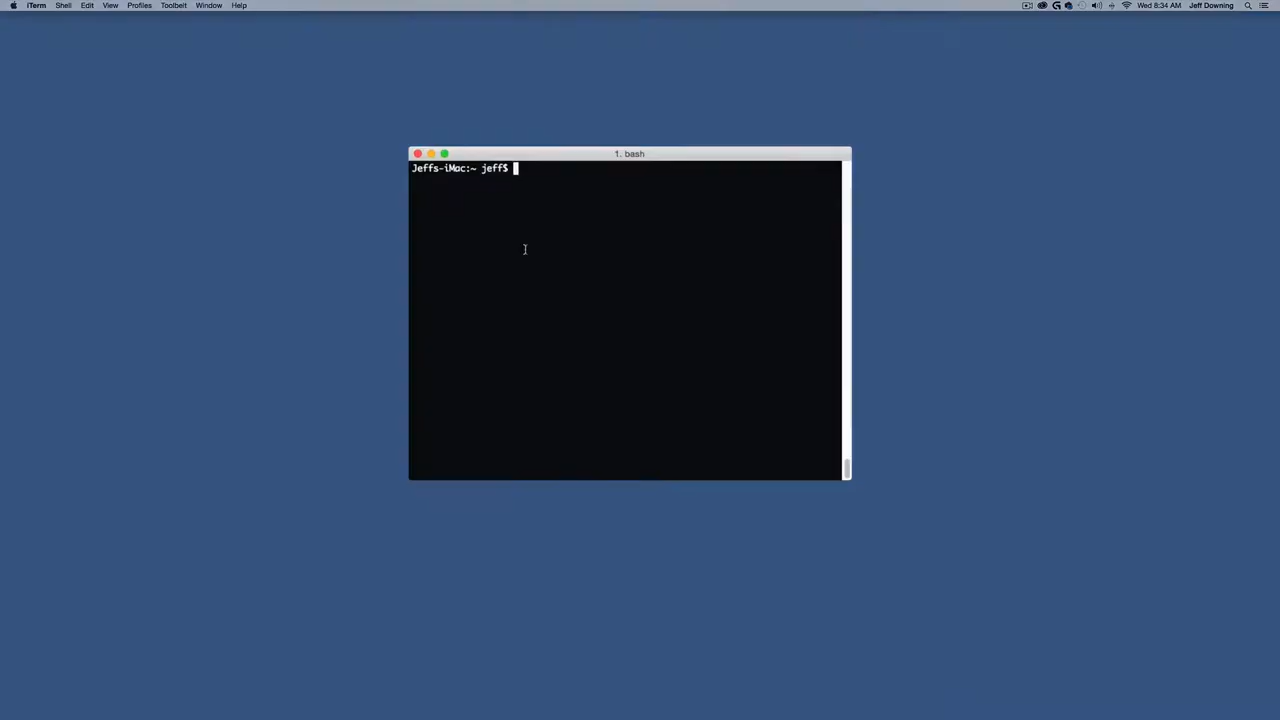 iTerm Shell Edit View Profiles Toolbelt Window Help
Wed 8:34 AM Jeff Downing
1. bash
Jeffs-iMac:~ jeff$